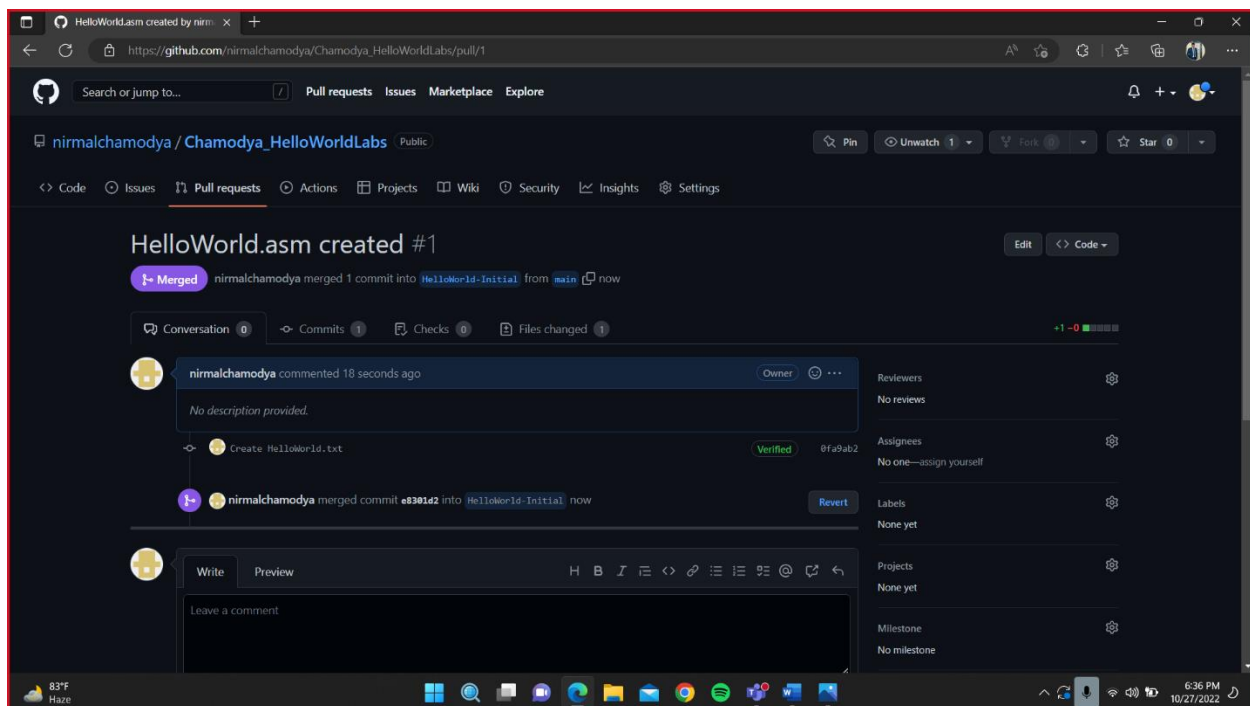 HelloWorld.asm created by nirm
https://github.com/nirmalchamodya/Chamodya_HelloWorldLabs/pull/1
Search or jump to... / Pull requests Issues Marketplace Explore
nirmalchamodya / Chamodya_HelloWorldLabs Public Pin Unwatch 1 Fork 0 Star 0
Code Issues Pull requests Actions Projects Wiki Security Insights Settings
HelloWorld.asm created #1 Edit Code
Merged nirmalchamodya merged 1 commit into HelloWorld-Initial from main now
Conversation 0 Commits 1 Checks 0 Files changed 1 +1 −0
nirmalchamodya commented 18 seconds ago Owner
No description provided.
Create HelloWorld.txt Verified 0fa9ab2
nirmalchamodya merged commit e8301d2 into HelloWorld-Initial now Revert
Write Preview
Leave a comment
Reviewers
No reviews
Assignees
No one—assign yourself
Labels
None yet
Projects
None yet
Milestone
No milestone
83°F
Haze
6:36 PM
10/27/2022